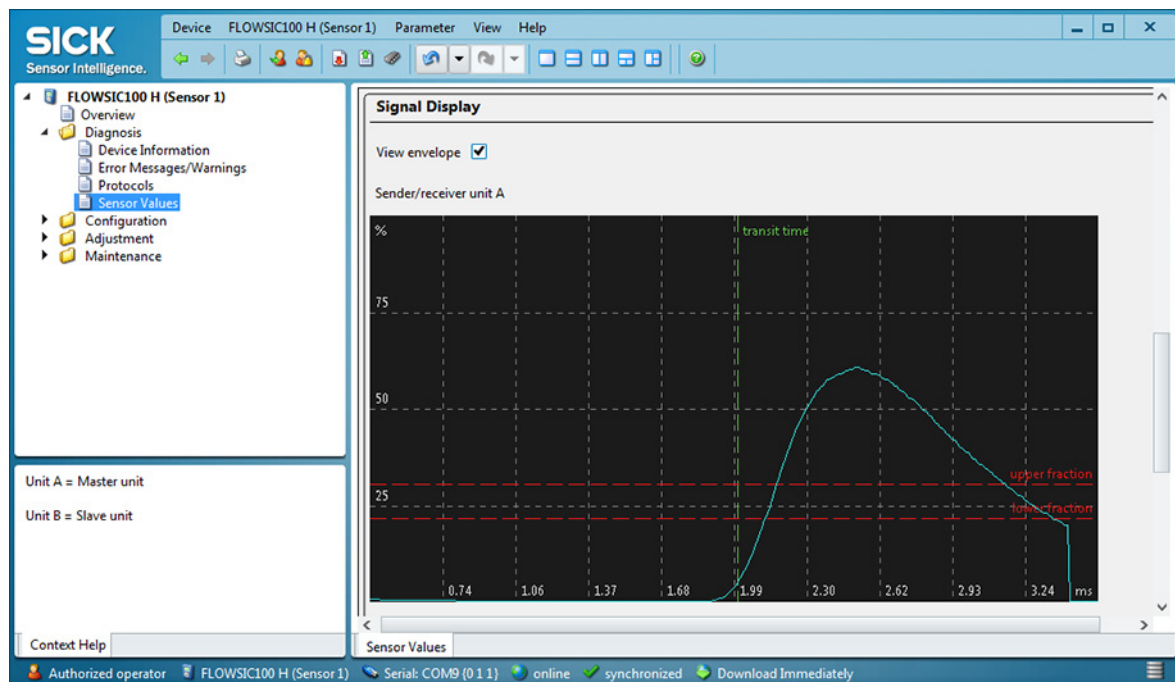 SICK
Sensor Intelligence.
Device FLOWSIC100 H (Sensor 1) Parameter View Help
FLOWSIC100 H (Sensor 1)
Overview
Diagnosis
Device Information
Error Messages/Warnings
Protocols
Sensor Values
Configuration
Adjustment
Maintenance
Unit A = Master unit
Unit B = Slave unit
Context Help
Signal Display
View envelope
Sender/receiver unit A
%
transit time
75
50
upper fraction
25
lower fraction
0.74 1.06 1.37 1.68 1.99 2.30 2.62 2.93 3.24 ms
Sensor Values
Authorized operator FLOWSIC100 H (Sensor 1) Serial: COM9 {0 1 1} online synchronized Download Immediately